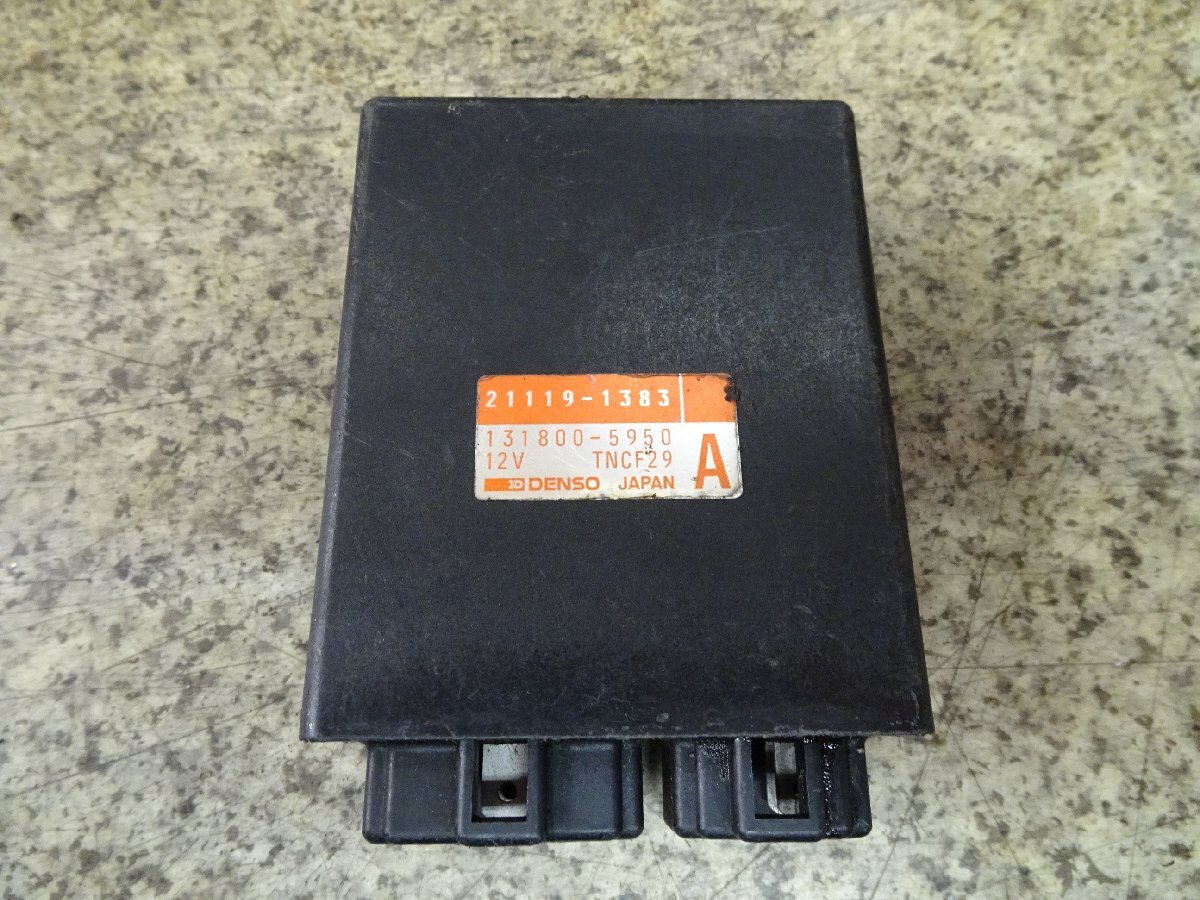 21119-1383
131800-5950
12V TNCF29 A
DENSO JAPAN